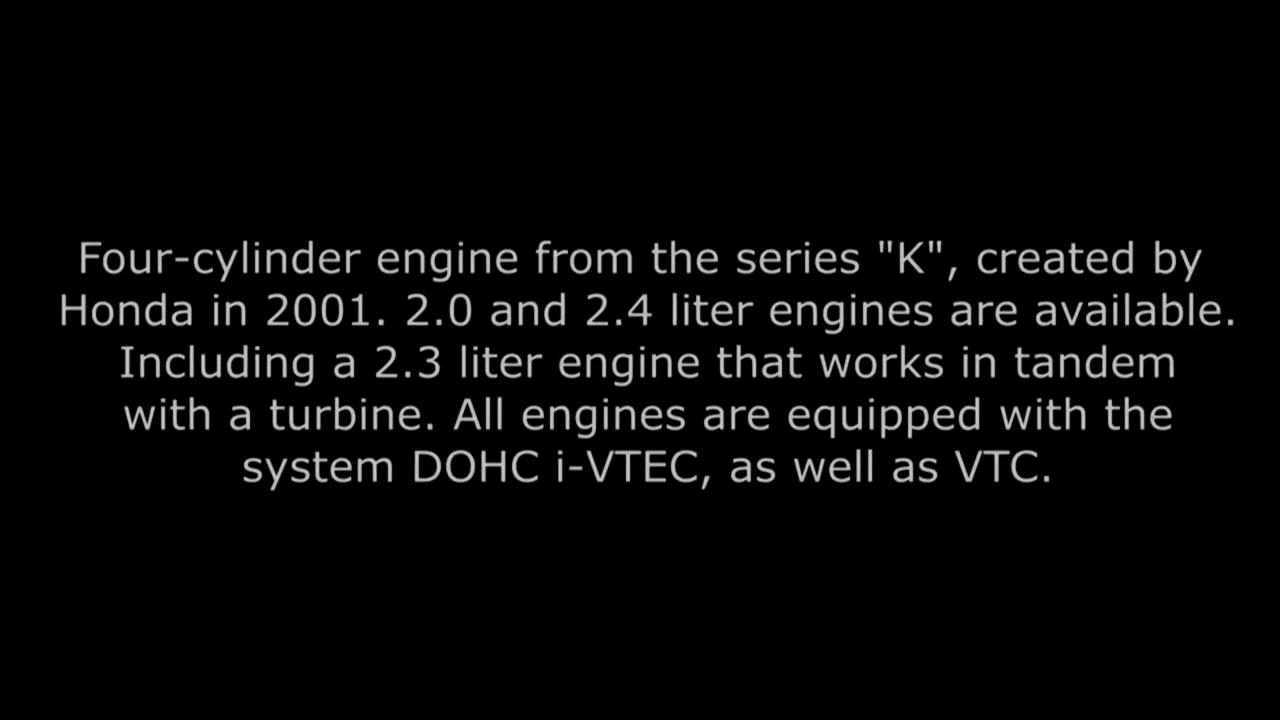 Four-cylinder engine from the series "K", created by
Honda in 2001. 2.0 and 2.4 liter engines are available.
Including a 2.3 liter engine that works in tandem
with a turbine. All engines are equipped with the
system DOHC i-VTEC, as well as VTC.